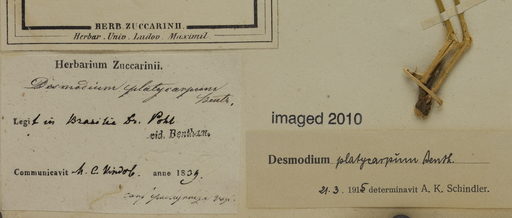 HERB. ZUCCARINII.
Herbar. Univ. Ludov. Maximil
Herbarium Zuccarinii.
Desmodium platycarpum
Benth.
Legit in Brasilia Dr. Pohl
vid. Bentham.
Communicavit M. C. Vindob. anno 1839.
imaged 2010
Desmodium platycarpum Benth.
21.3.1915 determinavit A. K. Schindler.